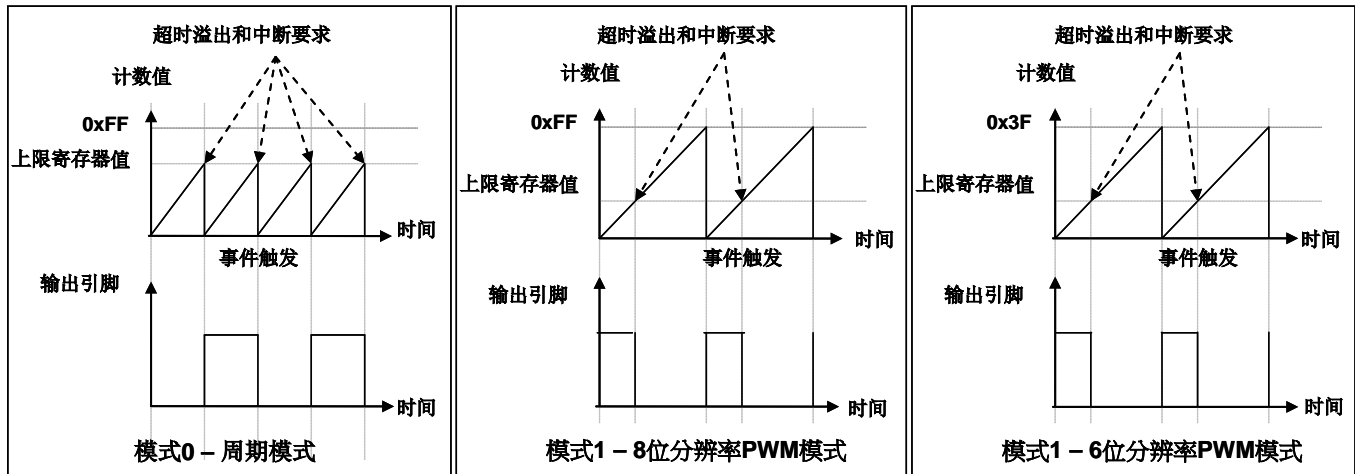 超时溢出和中断要求
计数值
0xFF
上限寄存器值
时间
事件触发
输出引脚
时间
模式0 – 周期模式
超时溢出和中断要求
计数值
0xFF
上限寄存器值
时间
事件触发
输出引脚
时间
模式1 – 8位分辨率PWM模式
超时溢出和中断要求
计数值
0x3F
上限寄存器值
时间
事件触发
输出引脚
时间
模式1 – 6位分辨率PWM模式